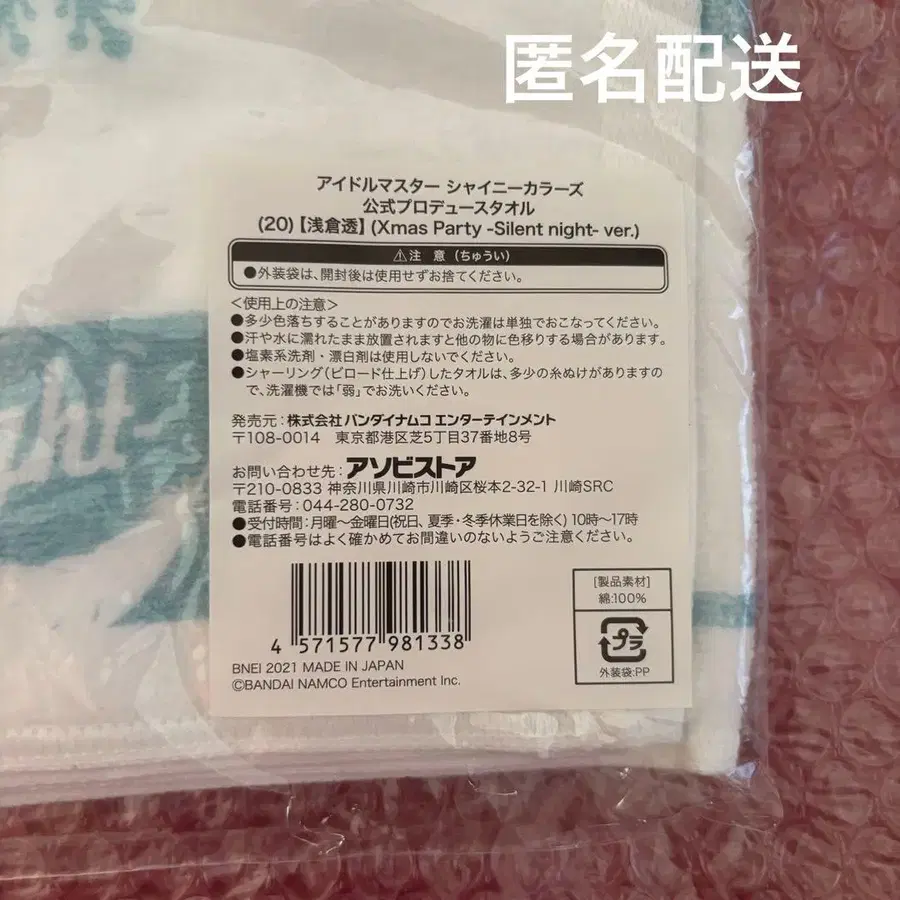 匿名配送
アイドルマスター シャイニーカラーズ
公式プロデュースタオル
(20)【浅倉透】(Xmas Party -Silent night- ver.)
⚠注 意（ちゅうい）
●外装袋は、開封後は使用せずお捨てください。
＜使用上の注意＞
●多少色落ちすることがありますのでお洗濯は単独でおこなってください。
●汗や水に濡れたまま放置されますと他の物に色移りする場合があります。
●塩素系洗剤・漂白剤は使用しないでください。
●シャーリング（ビロード仕上げ）したタオルは、多少の糸ぬけがありますの
で、洗濯機では「弱」でお洗いください。
発売元：株式会社バンダイナムコ エンターテインメント
〒108-0014　東京都港区芝5丁目37番地8号
お問い合わせ先：アソビストア
〒210-0833 神奈川県川崎市川崎区桜本2-32-1 川崎SRC
電話番号：044-280-0732
●受付時間：月曜～金曜日(祝日、夏季・冬季休業日を除く) 10時～17時
●電話番号はよく確かめてお間違いのないようご注意ください。
4 571577 981338
BNEI 2021 MADE IN JAPAN
©BANDAI NAMCO Entertainment Inc.
[製品素材]
綿:100%
プラ
外装袋:PP
ght-